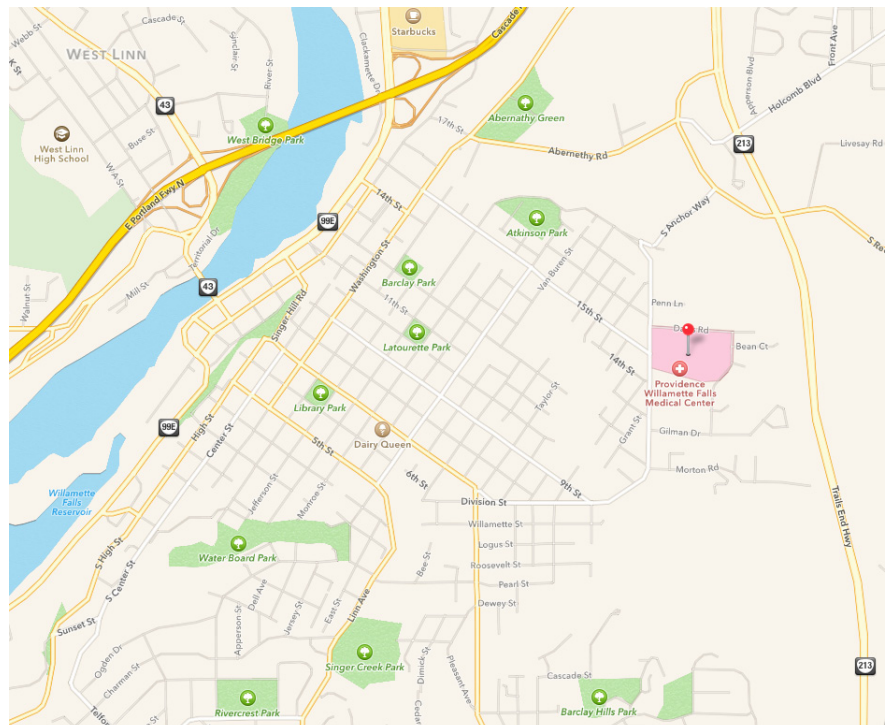 Cascade St
Webb St
WEST LINN
Sinclair St
River St
Clackamette Dr
Starbucks
Front Ave
Apperson Blvd
Holcomb Blvd
43
Abernathy Green
17th St
West Bridge Park
West Linn
High School
Buse St
W A St
213
Livesay Rd
Abernethy Rd
E Portland Fwy N
14th St
S Anchor Way
99E
Atkinson Park
Territorial Dr
Washington St
Van Buren St
Walnut St
Mill St
43
Barclay Park
11th St
15th St
Penn Ln
Singer Hill Rd
Latourette Park
14th St
Bean Ct
Providence
Willamette Falls
Medical Center
Library Park
Taylor St
99E
High St
Center St
5th St
Dairy Queen
Grant St
Gilman Dr
6th St
9th St
Morton Rd
Willamette
Falls
Reservoir
Jefferson St
Monroe St
Division St
Trails End Hwy
Willamette St
S High St
Water Board Park
Logus St
Bee St
Roosevelt St
S Center St
Pearl St
Dell Ave
Linn Ave
Dewey St
Sunset St
Apperson St
Jersey St
East St
Ogden Dr
Singer Creek Park
Dimick St
Pleasant Ave
213
Charman St
Cascade St
Rivercrest Park
Barclay Hills Park